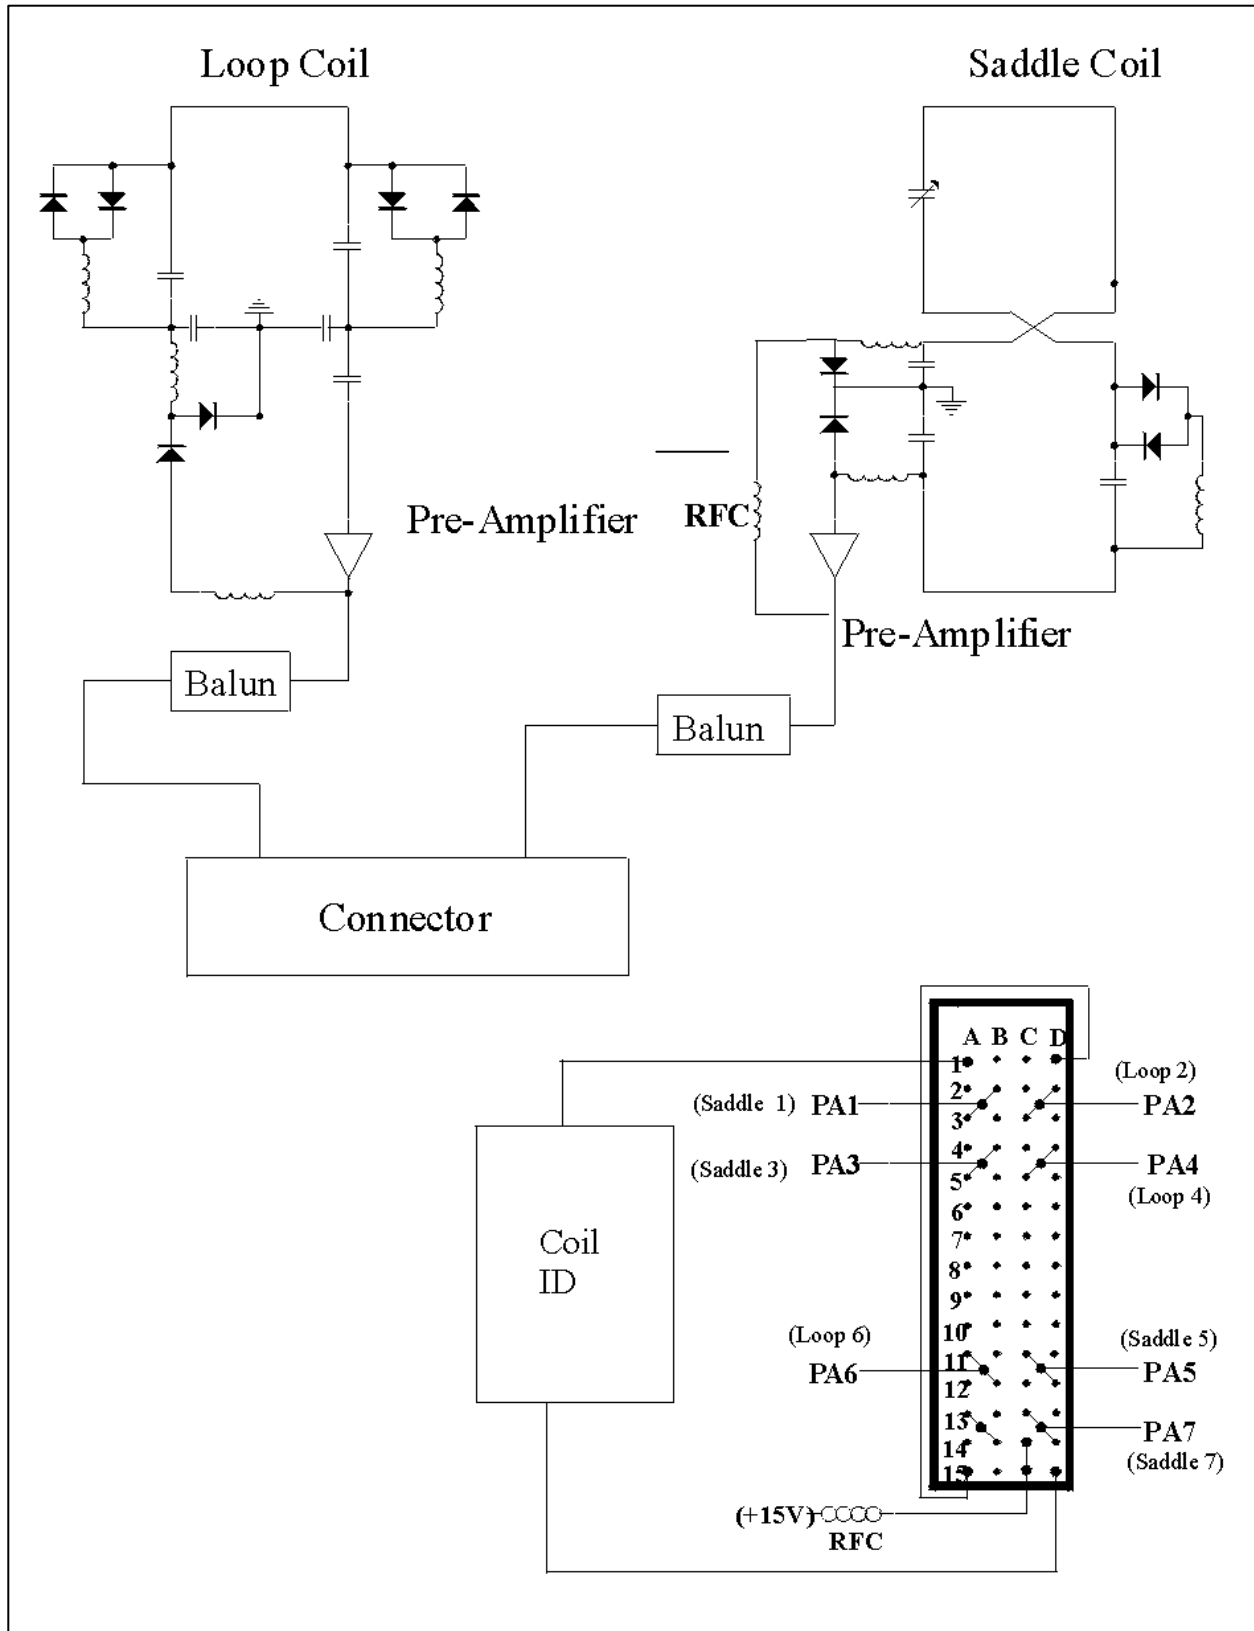 Loop Coil
Saddle Coil
RFC
Pre-Amplifier
Pre-Amplifier
Balun
Balun
Connector
A B C D
1
(Loop 2)
2
(Saddle 1) PA1
PA2
3
4
(Saddle 3) PA3
PA4
5
(Loop 4)
6
7
Coil
ID
8
9
10
(Loop 6)
(Saddle 5)
11
PA6
PA5
12
13
PA7
14
(Saddle 7)
15
(+15V)
RFC